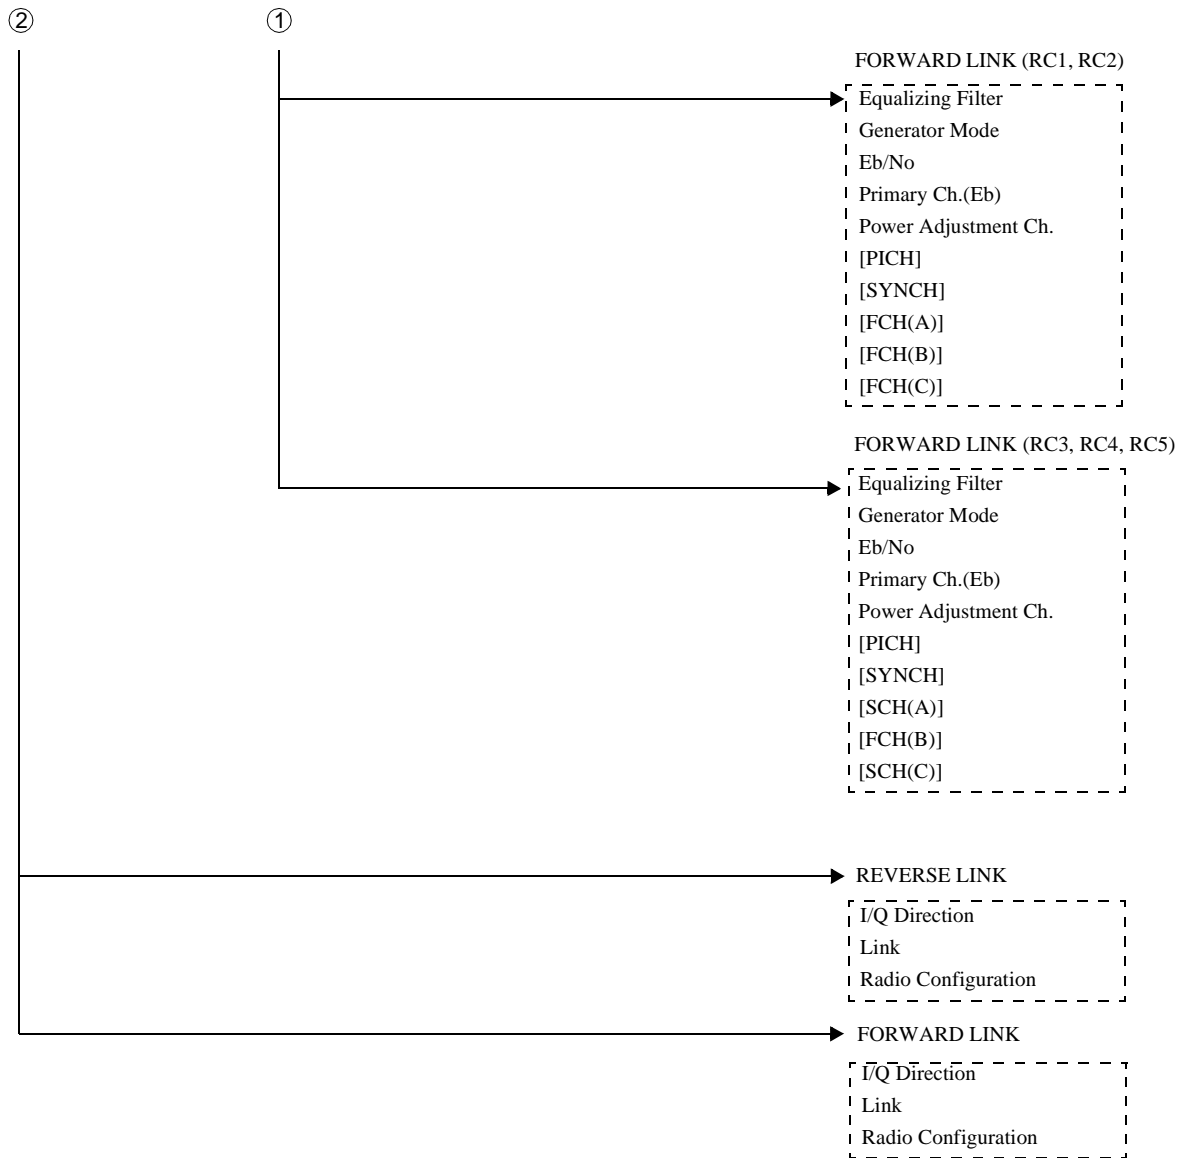 ② ①
FORWARD LINK (RC1, RC2)
Equalizing Filter
Generator Mode
Eb/No
Primary Ch.(Eb)
Power Adjustment Ch.
[PICH]
[SYNCH]
[FCH(A)]
[FCH(B)]
[FCH(C)]
FORWARD LINK (RC3, RC4, RC5)
Equalizing Filter
Generator Mode
Eb/No
Primary Ch.(Eb)
Power Adjustment Ch.
[PICH]
[SYNCH]
[SCH(A)]
[FCH(B)]
[SCH(C)]
REVERSE LINK
I/Q Direction
Link
Radio Configuration
FORWARD LINK
I/Q Direction
Link
Radio Configuration